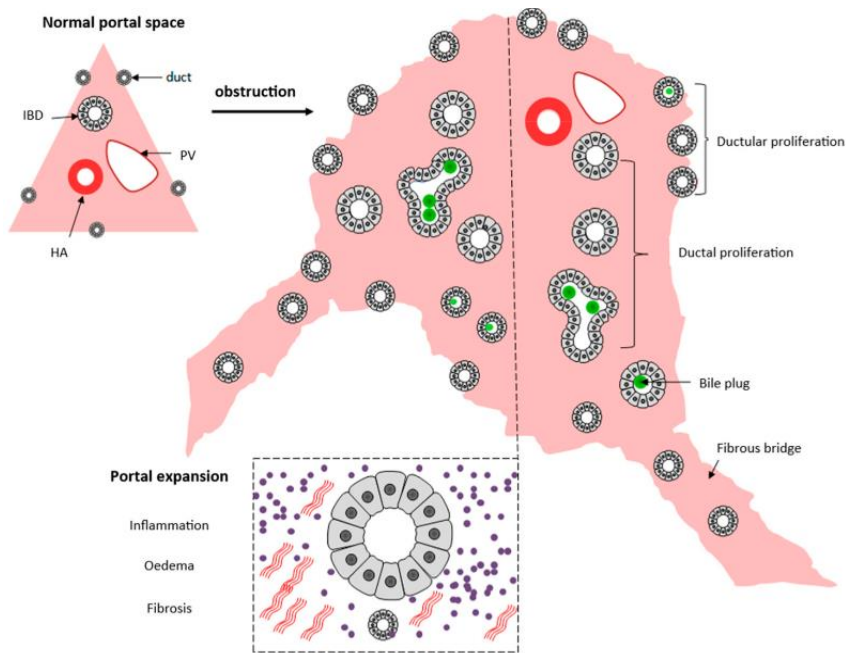 Normal portal space
duct
IBD
PV
HA
obstruction
Ductular proliferation
Ductal proliferation
Bile plug
Fibrous bridge
Portal expansion
Inflammation
Oedema
Fibrosis